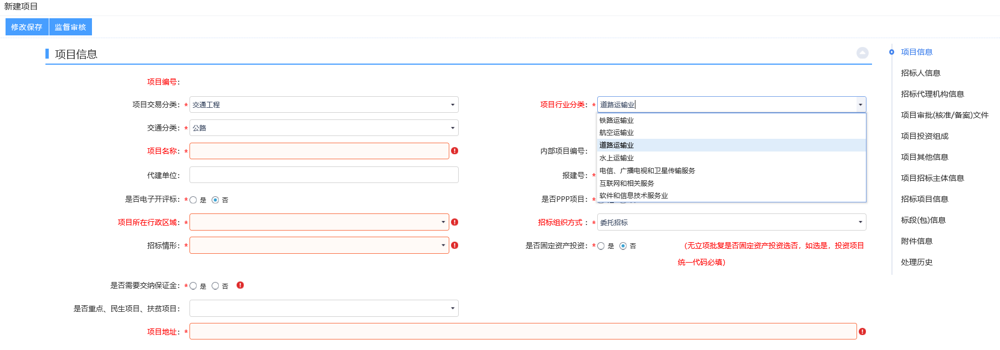 新建项目
修改保存 监督审核
项目信息
项目编号:
项目交易分类: * 交通工程 项目行业分类: * 道路运输业
铁路运输业
航空运输业
道路运输业
水上运输业
电信、广播电视和卫星传输服务
互联网和相关服务
软件和信息技术服务业
交通分类: * 公路
项目名称: * 内部项目编号:
代建单位: 报建号: *
是否电子开评标: * 是 否 是否PPP项目: *
项目所在行政区域: * 招标组织方式: * 委托招标
招标情形: * 是否固定资产投资: * 是 否 (无立项批复是否固定资产投资选否，如选是，投资项目
统一代码必填)
是否需要交纳保证金: * 是 否
是否重点、民生项目、扶贫项目:
项目地址: *
项目信息
招标人信息
招标代理机构信息
项目审批(核准/备案)文件
项目投资组成
项目其他信息
项目招标主体信息
招标项目信息
标段(包)信息
附件信息
处理历史